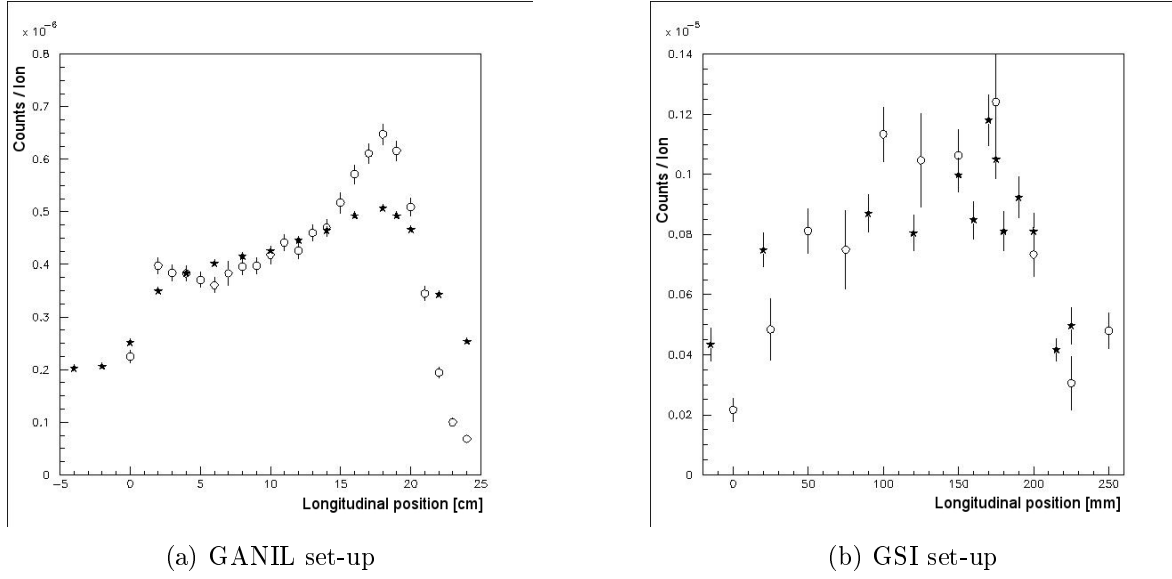 × 10⁻⁶
Counts / Ion
0.8
0.7
0.6
0.5
0.4
0.3
0.2
0.1
0
−5 0 5 10 15 20 25
Longitudinal position [cm]
(a) GANIL set-up
× 10⁻⁵
Counts / Ion
0.14
0.12
0.1
0.08
0.06
0.04
0.02
0
0 50 100 150 200 250
Longitudinal position [mm]
(b) GSI set-up